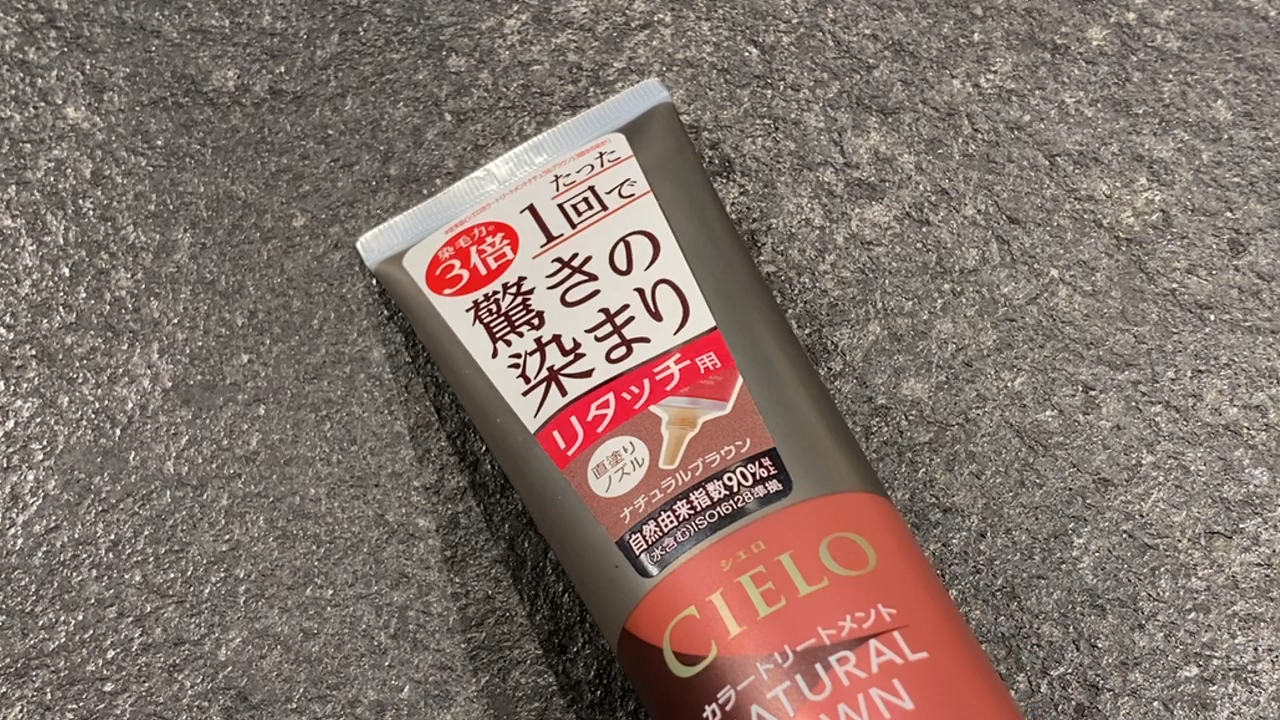 たった
1回で
染毛力※
3倍
驚きの
染まり
リタッチ用
直塗り
ノズル
ナチュラルブラウン
自然由来指数90%以上
(水含む)ISO16128準拠
シエロ
CIELO
カラートリートメント